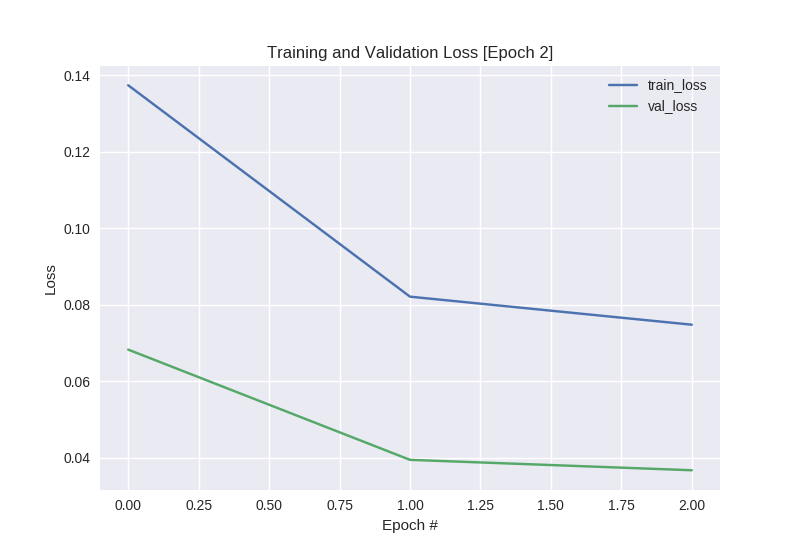 Training and Validation Loss [Epoch 2]
0.14
0.12
0.10
0.08
0.06
0.04
Loss
train_loss
val_loss
0.00 0.25 0.50 0.75 1.00 1.25 1.50 1.75 2.00
Epoch #